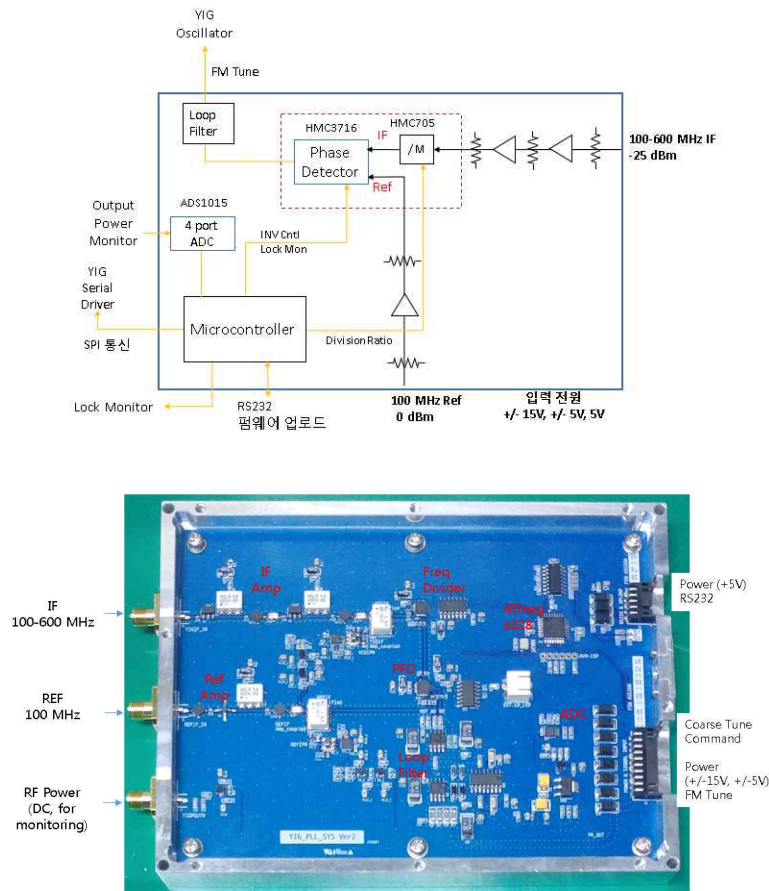 YIG
Oscillator
FM Tune
Loop
Filter
HMC3716
HMC705
IF
Phase
Detector
/M
Ref
100-600 MHz IF
-25 dBm
Output
Power
Monitor
ADS1015
4 port
ADC
INV Cntl
Lock Mon
YIG
Serial
Driver
SPI 통신
Microcontroller
Division Ratio
Lock Monitor
RS232
펌웨어 업로드
100 MHz Ref
0 dBm
입력 전원
+/- 15V, +/- 5V, 5V
IF
100-600 MHz
IF Amp
Freq
Divider
ATmeg
a328
Power (+5V)
RS232
REF
100 MHz
Ref
Amp
PFD
ADC
Coarse Tune
Command
Power
(+/-15V, +/-5V)
FM Tune
Loop
Filter
RF Power
(DC, for
monitoring)
YIG_PLL_SYS Ver2